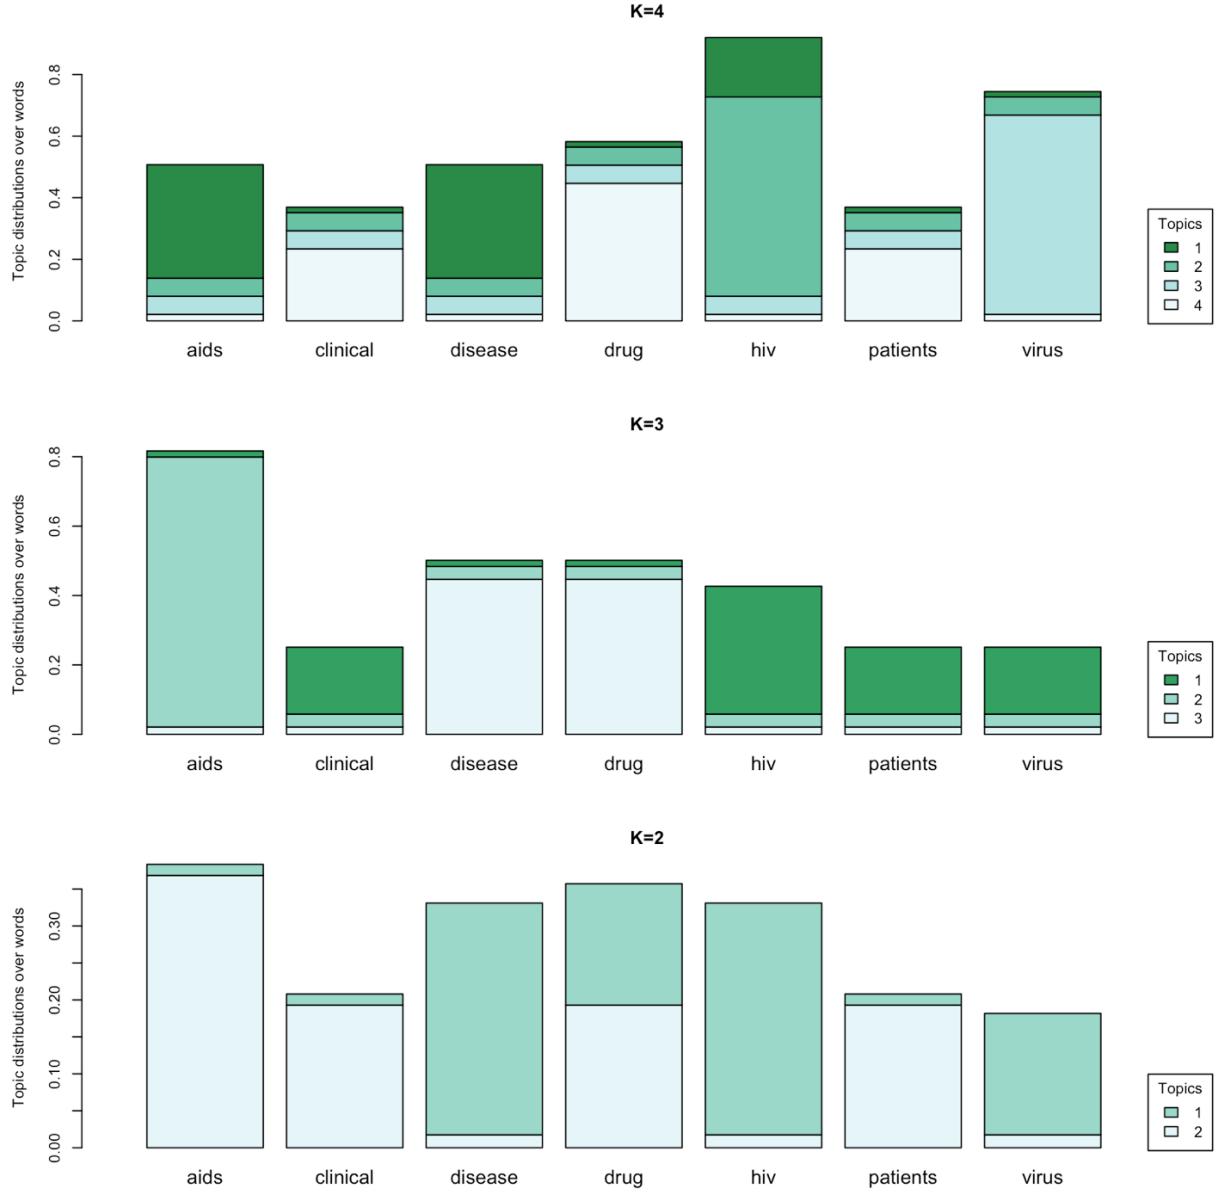 K=4
Topic distributions over words
0.8
0.6
0.4
0.2
0.0
aids clinical disease drug hiv patients virus
Topics
1
2
3
4
K=3
Topic distributions over words
0.8
0.6
0.4
0.2
0.0
aids clinical disease drug hiv patients virus
Topics
1
2
3
K=2
Topic distributions over words
0.30
0.20
0.10
0.00
aids clinical disease drug hiv patients virus
Topics
1
2